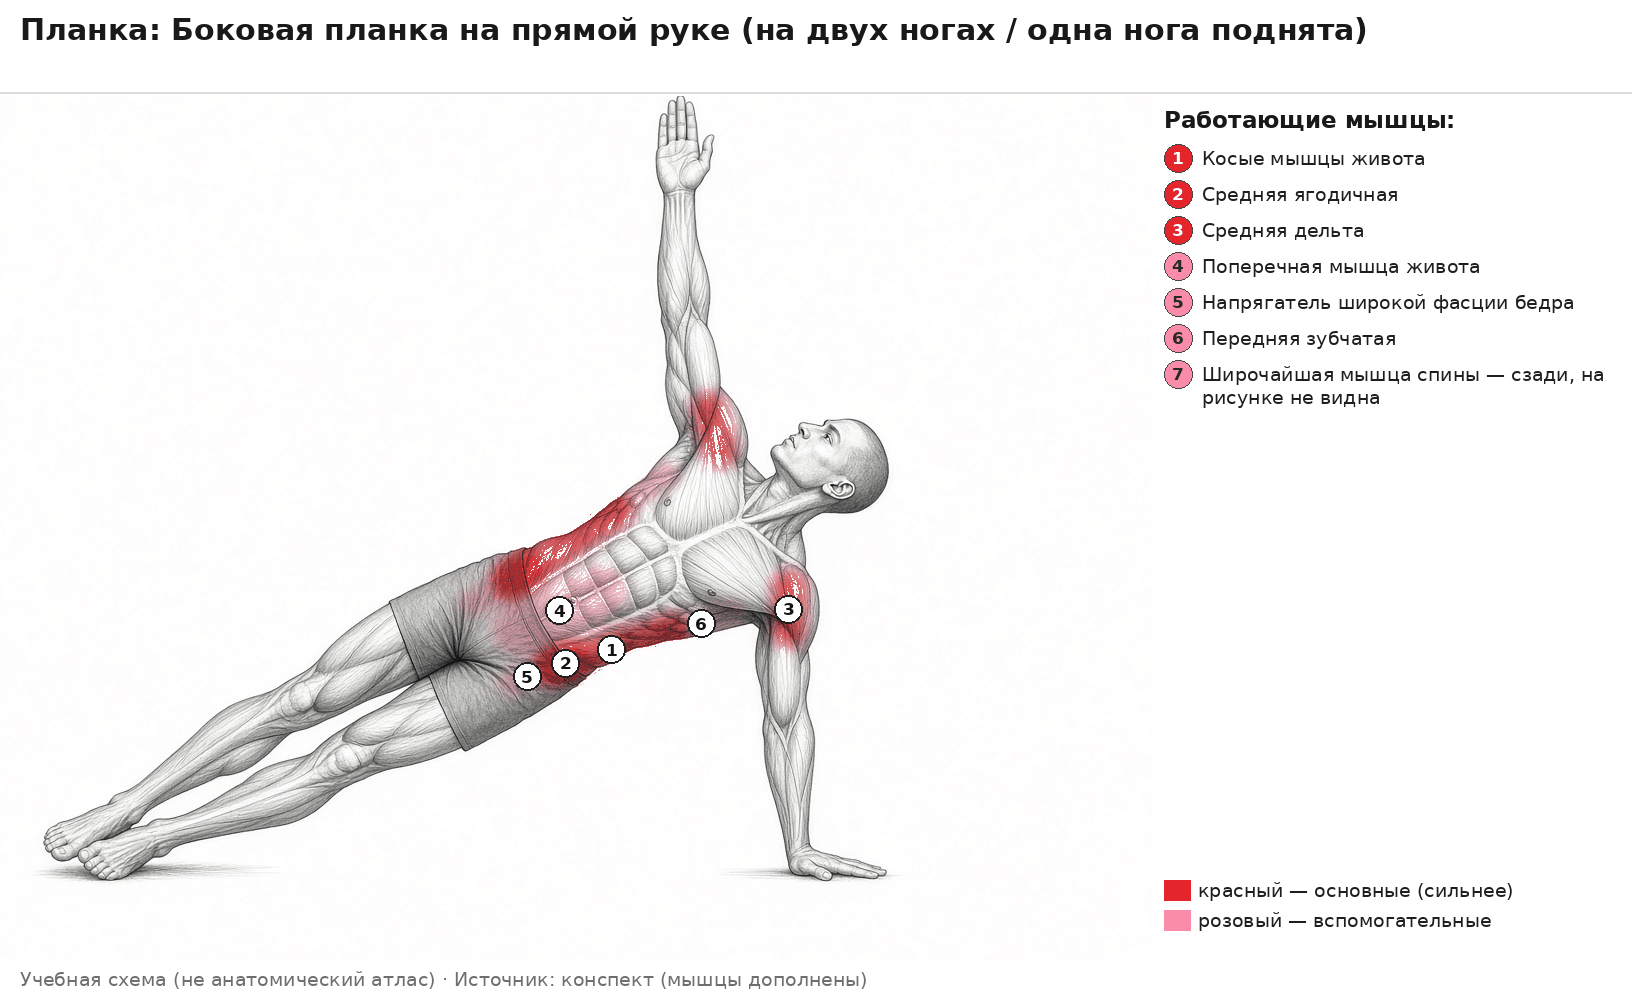 Планка: Боковая планка на прямой руке (на двух ногах / одна нога поднята)
Работающие мышцы:
1 Косые мышцы живота
2 Средняя ягодичная
3 Средняя дельта
4 Поперечная мышца живота
5 Напрягатель широкой фасции бедра
6 Передняя зубчатая
7 Широчайшая мышца спины — сзади, на
рисунке не видна
4
3
6
1
2
5
красный — основные (сильнее)
розовый — вспомогательные
Учебная схема (не анатомический атлас) · Источник: конспект (мышцы дополнены)